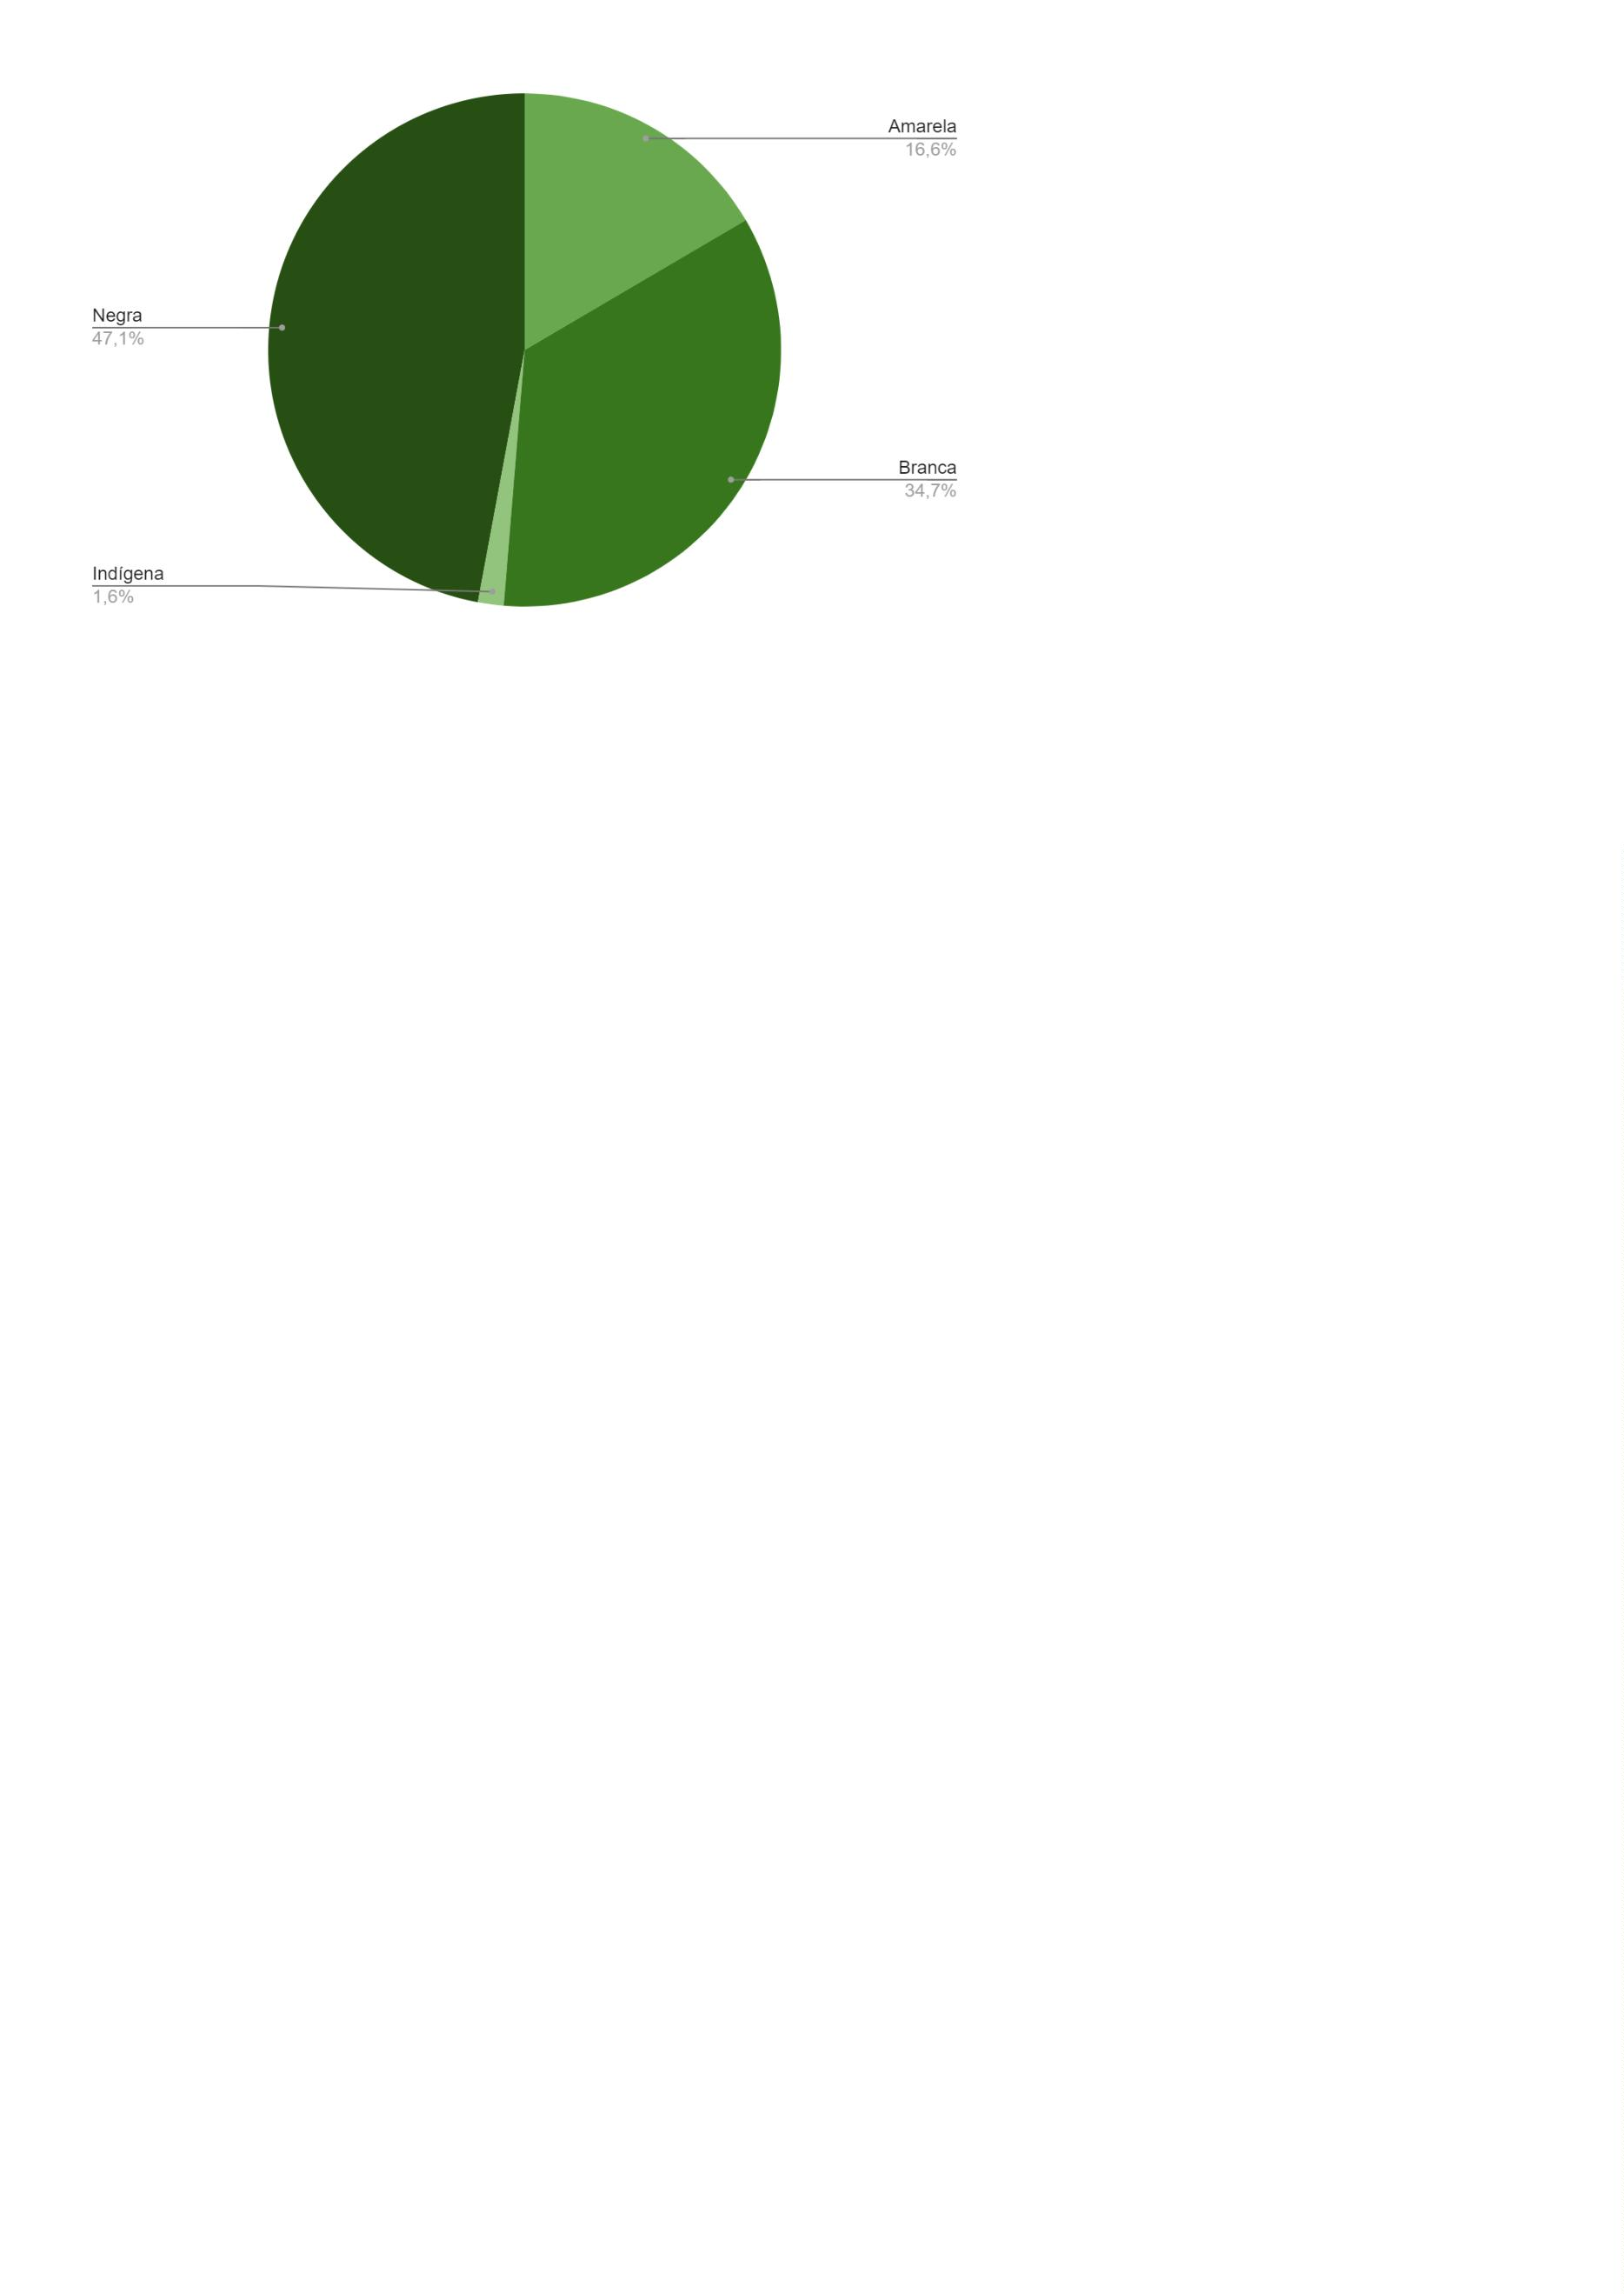 Amarela
16,6%
Negra
47,1%
Branca
34,7%
Indígena
1,6%